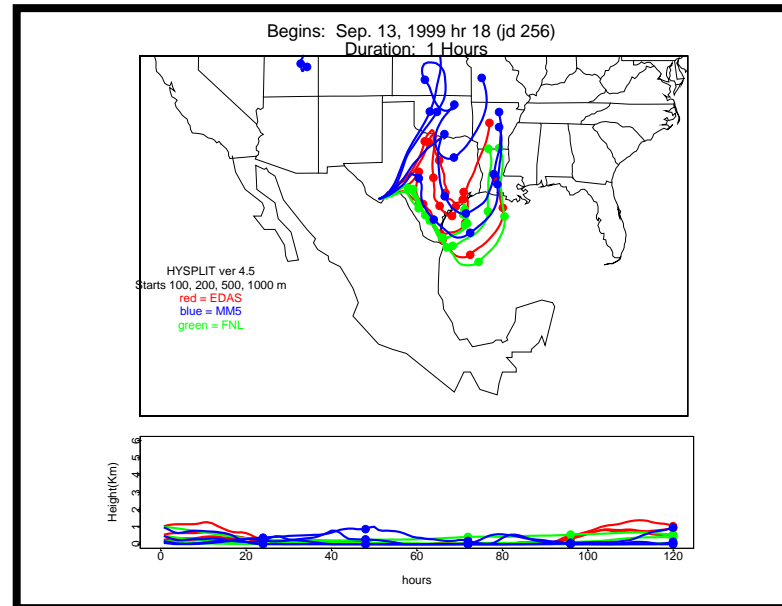 Begins: Sep. 13, 1999 hr 18 (jd 256)
Duration: 1 Hours
HYSPLIT ver 4.5
Starts 100, 200, 500, 1000 m
red = EDAS
blue = MM5
green = FNL
Height(Km)
6
5
4
3
2
1
0
0 20 40 60 80 100 120
hours